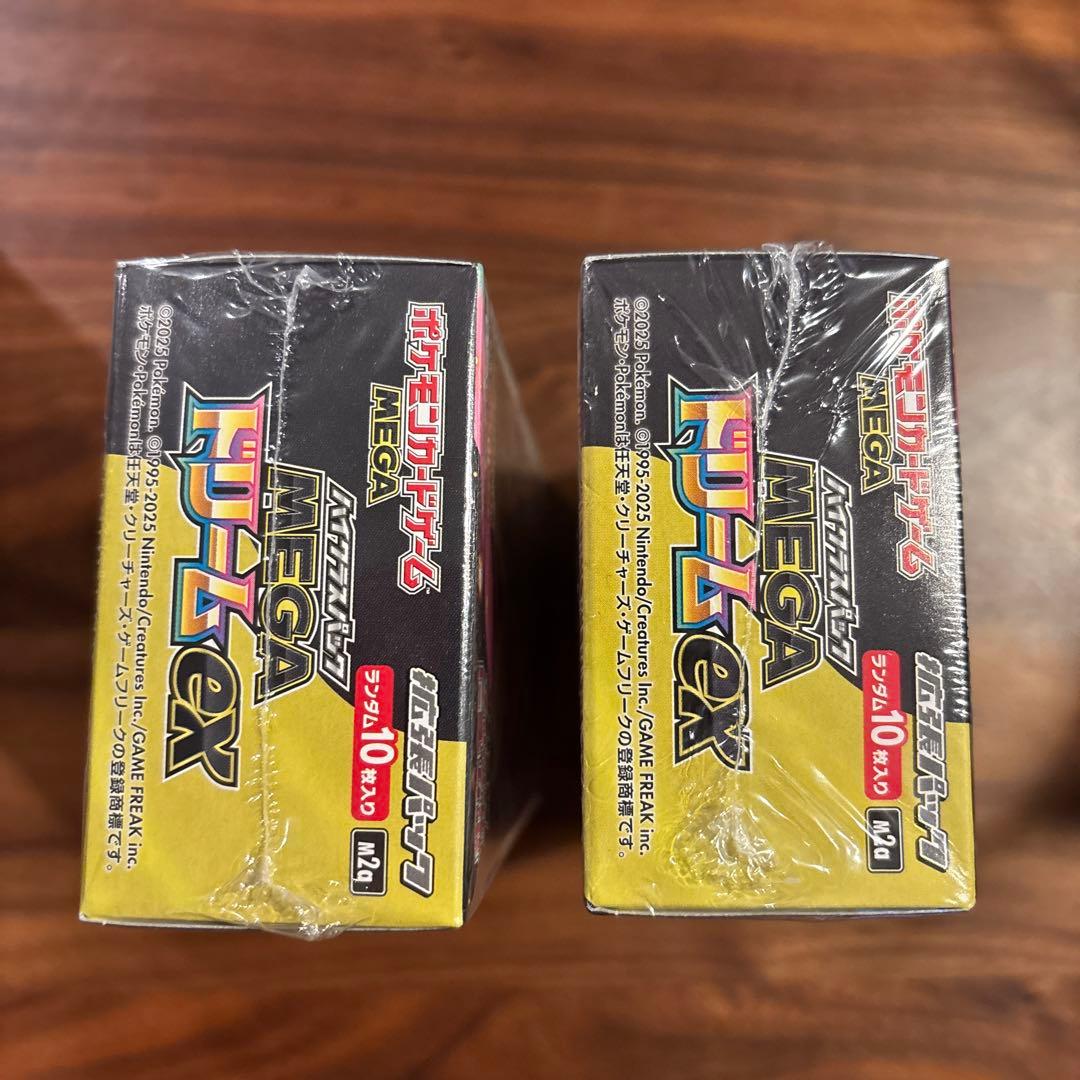 ポケモンカードゲーム
MEGA
拡張パック
ハイクラスパック
MEGA
ドリームex
ランダム10枚入り
M2a
©2025 Pokémon. ©1995-2025 Nintendo/Creatures Inc./GAME FREAK inc.
ポケモン・Pokémonは任天堂・クリーチャーズ・ゲームフリークの登録商標です。
ポケモンカードゲーム
MEGA
拡張パック
ハイクラスパック
MEGA
ドリームex
ランダム10枚入り
M2a
©2025 Pokémon. ©1995-2025 Nintendo/Creatures Inc./GAME FREAK inc.
ポケモン・Pokémonは任天堂・クリーチャーズ・ゲームフリークの登録商標です。